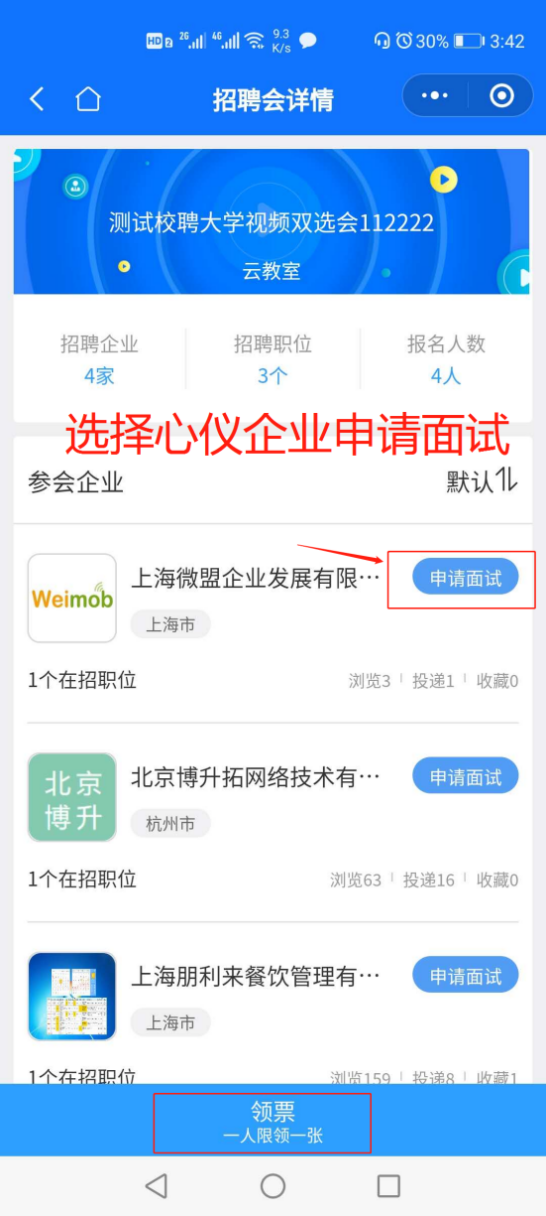 HD 2 2G 4G 9.3 K/s 30% 3:42
招聘会详情
测试校聘大学视频双选会112222
云教室
招聘企业 招聘职位 报名人数
4家 3个 4人
选择心仪企业申请面试
参会企业 默认
Weimob
上海微盟企业发展有限… 申请面试
上海市
1个在招职位 浏览3 投递1 收藏0
北京博升
北京博升拓网络技术有… 申请面试
杭州市
1个在招职位 浏览63 投递16 收藏0
上海朋利来餐饮管理有… 申请面试
上海市
1个在招职位 浏览159 投递8 收藏1
领票
一人限领一张